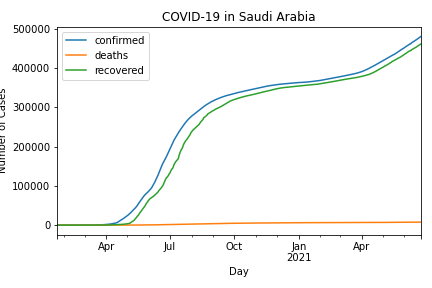 COVID-19 in Saudi Arabia
confirmed
deaths
recovered
Number of Cases
500000
400000
300000
200000
100000
0
Apr
Jul
Oct
Jan
2021
Apr
Day